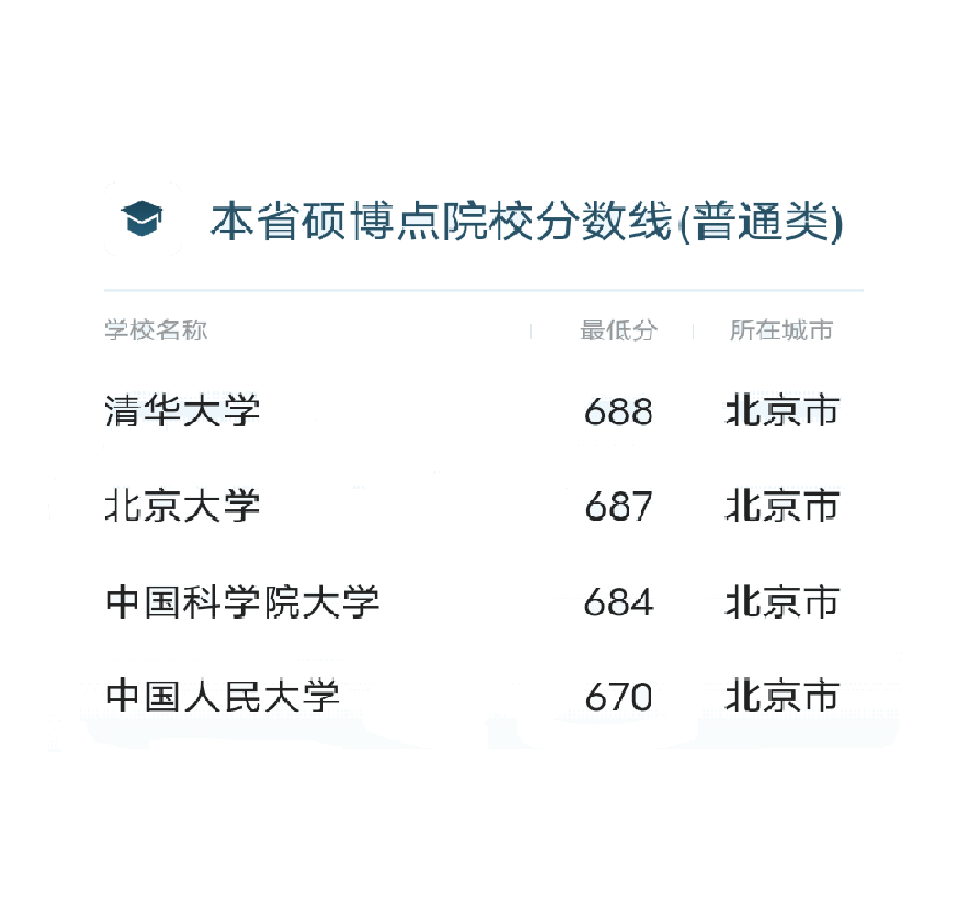 本省硕博点院校分数线(普通类)
学校名称 最低分 所在城市
清华大学 688 北京市
北京大学 687 北京市
中国科学院大学 684 北京市
中国人民大学 670 北京市